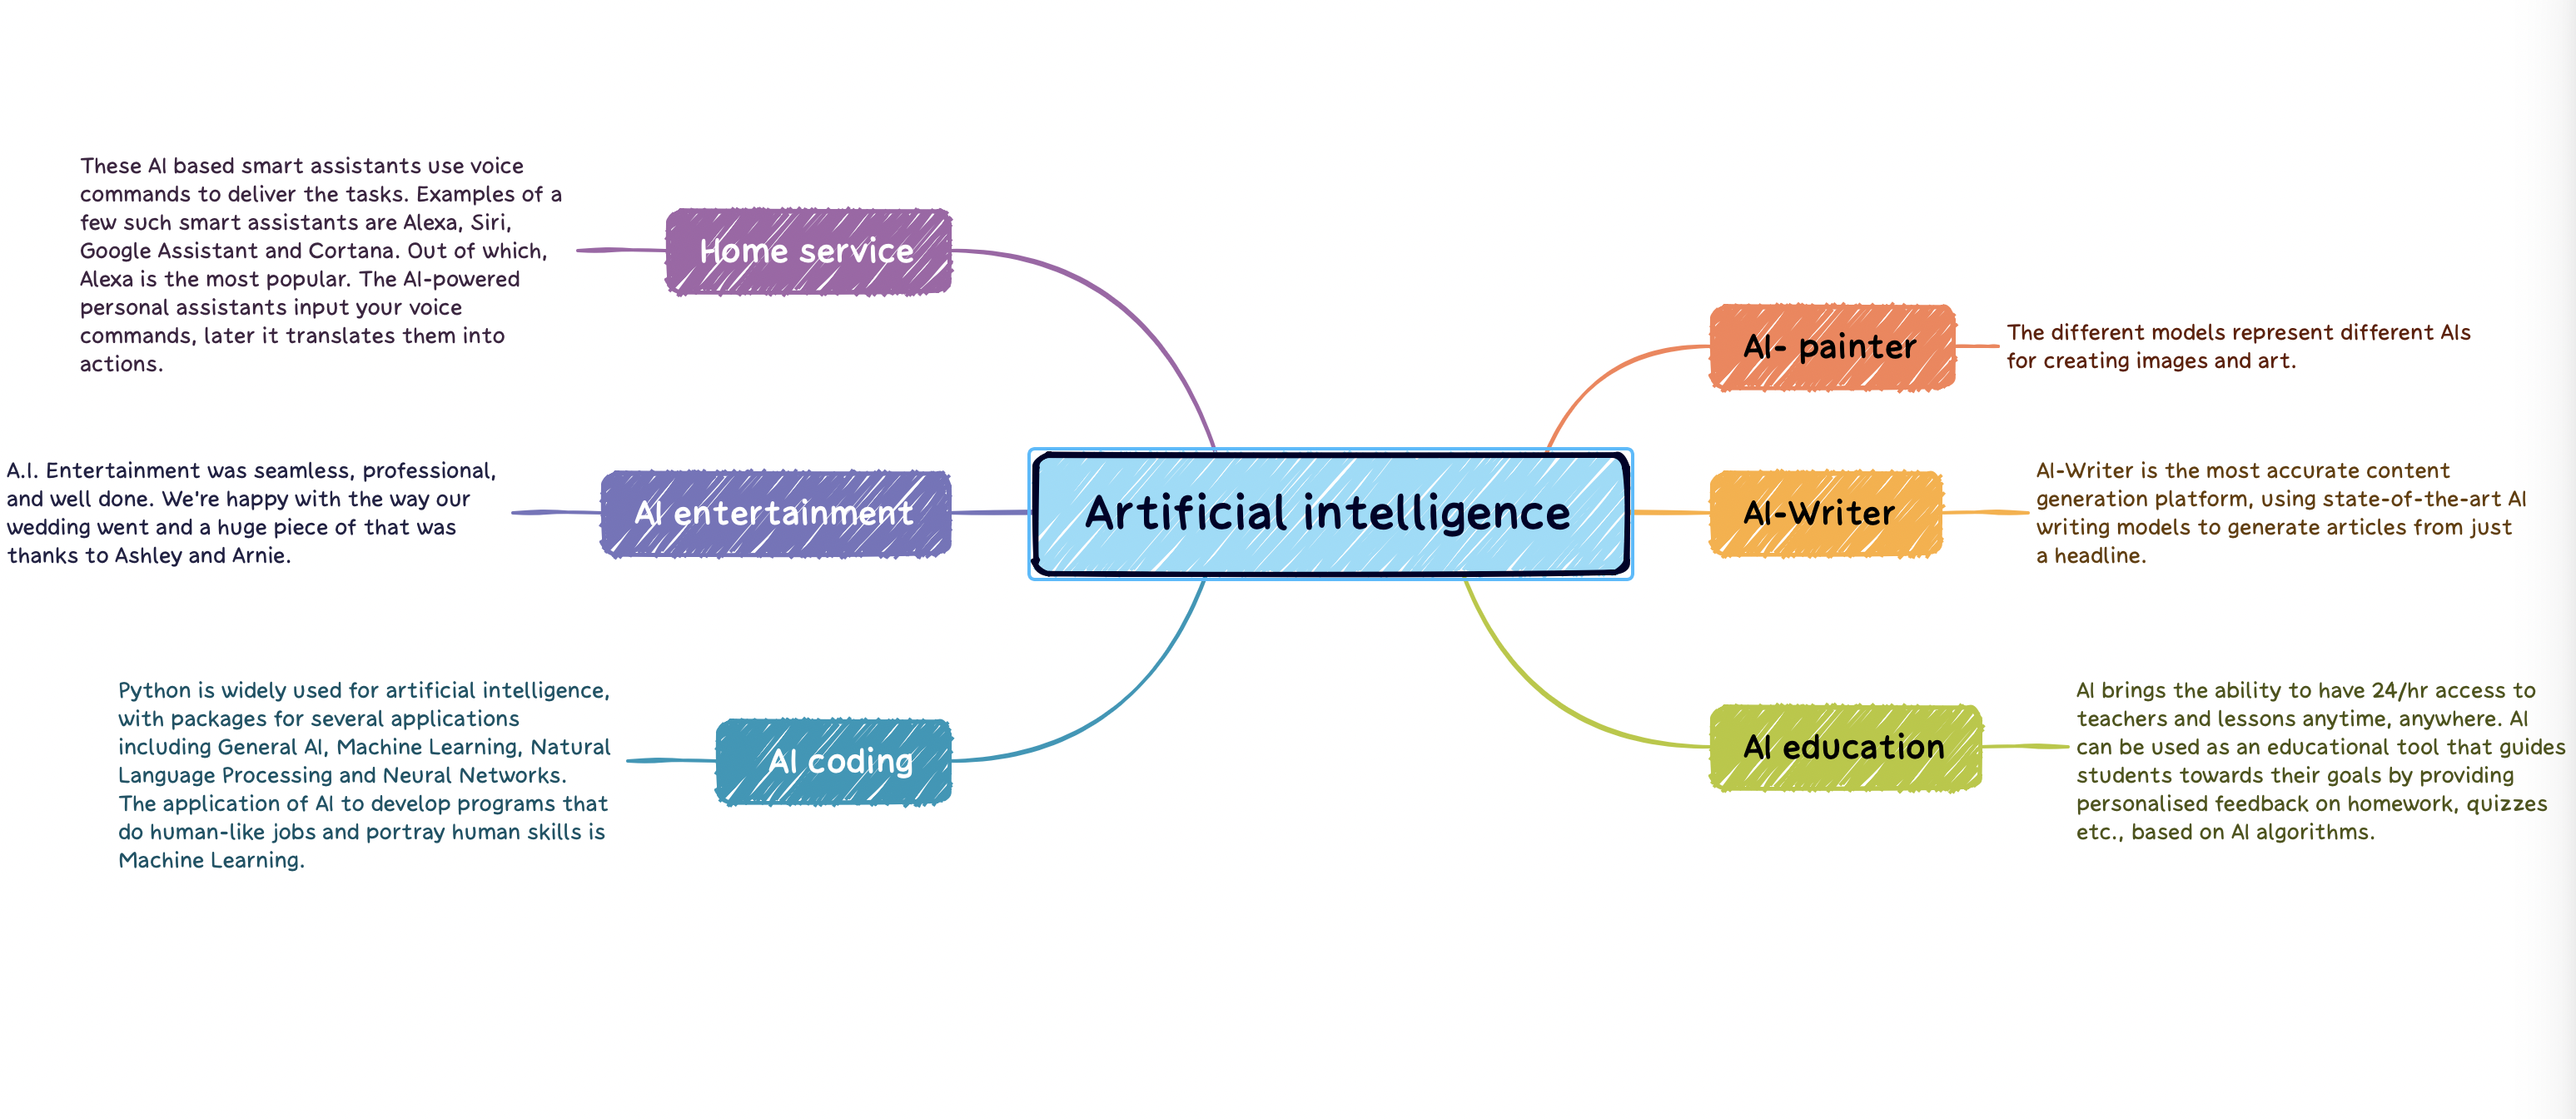 These AI based smart assistants use voice
commands to deliver the tasks. Examples of a
few such smart assistants are Alexa, Siri,
Google Assistant and Cortana. Out of which,
Alexa is the most popular. The AI-powered
personal assistants input your voice
commands, later it translates them into
actions.
Home service
A.I. Entertainment was seamless, professional,
and well done. We're happy with the way our
wedding went and a huge piece of that was
thanks to Ashley and Arnie.
AI entertainment
Python is widely used for artificial intelligence,
with packages for several applications
including General AI, Machine Learning, Natural
Language Processing and Neural Networks.
The application of AI to develop programs that
do human-like jobs and portray human skills is
Machine Learning.
AI coding
Artificial intelligence
AI- painter
The different models represent different AIs
for creating images and art.
AI-Writer
AI-Writer is the most accurate content
generation platform, using state-of-the-art AI
writing models to generate articles from just
a headline.
AI education
AI brings the ability to have 24/hr access to
teachers and lessons anytime, anywhere. AI
can be used as an educational tool that guides
students towards their goals by providing
personalised feedback on homework, quizzes
etc., based on AI algorithms.